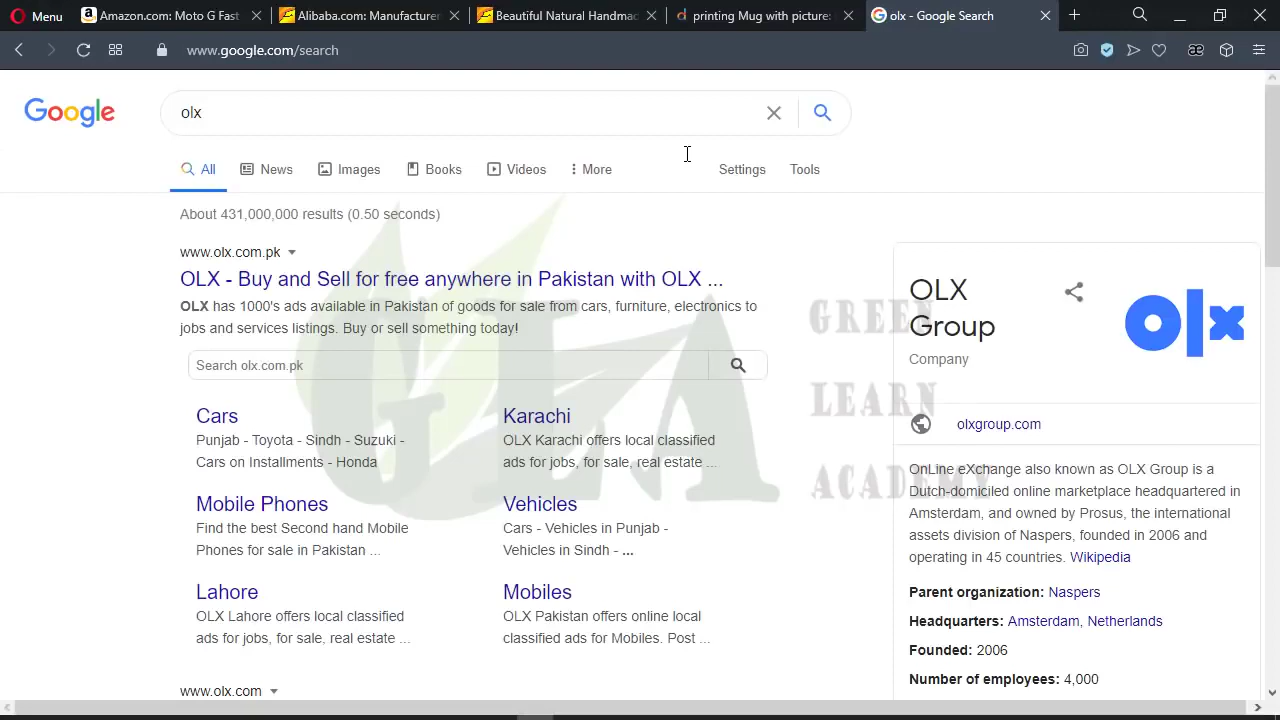 Menu
Amazon.com: Moto G Fast
Alibaba.com: Manufacturer
Beautiful Natural Handmad
printing Mug with picture:
olx - Google Search
www.google.com/search
Google
olx
All
News
Images
Books
Videos
More
Settings
Tools
About 431,000,000 results (0.50 seconds)
www.olx.com.pk
OLX - Buy and Sell for free anywhere in Pakistan with OLX ...
OLX has 1000's ads available in Pakistan of goods for sale from cars, furniture, electronics to
jobs and services listings. Buy or sell something today!
Search olx.com.pk
Cars
Punjab - Toyota - Sindh - Suzuki -
Cars on Installments - Honda
Karachi
OLX Karachi offers local classified
ads for jobs, for sale, real estate ...
Mobile Phones
Find the best Second hand Mobile
Phones for sale in Pakistan ...
Vehicles
Cars - Vehicles in Punjab -
Vehicles in Sindh - ...
Lahore
OLX Lahore offers local classified
ads for jobs, for sale, real estate ...
Mobiles
OLX Pakistan offers online local
classified ads for Mobiles. Post ...
www.olx.com
OLX
Group
Company
olx
olxgroup.com
OnLine eXchange also known as OLX Group is a
Dutch-domiciled online marketplace headquartered in
Amsterdam, and owned by Prosus, the international
assets division of Naspers, founded in 2006 and
operating in 45 countries. Wikipedia
Parent organization: Naspers
Headquarters: Amsterdam, Netherlands
Founded: 2006
Number of employees: 4,000
GLA
GREEN
LEARN
ACADEMY